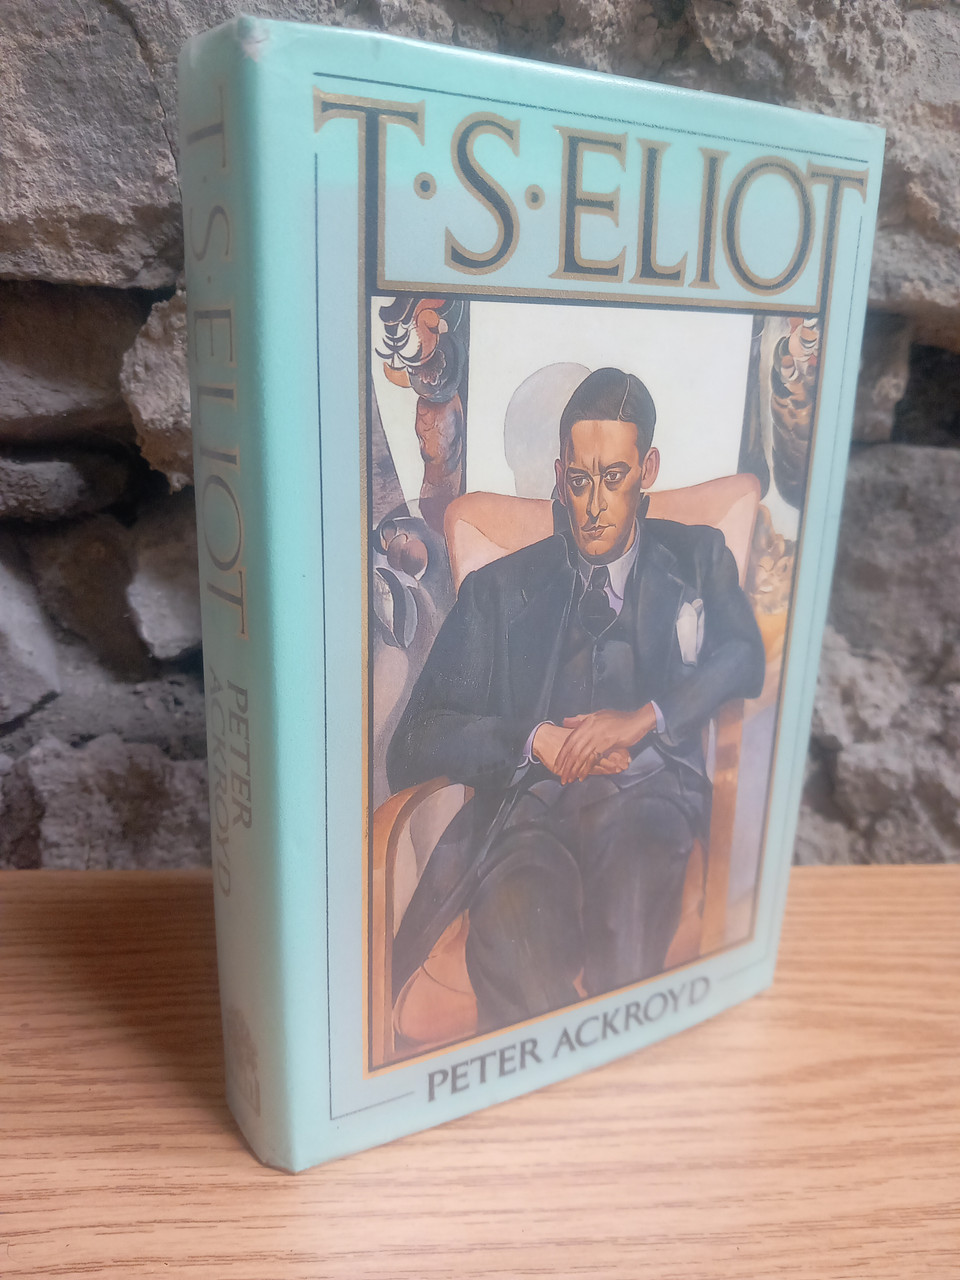 T·S·ELIOT
PETER ACKROYD
T·S·ELIOT
PETER
ACKROYD